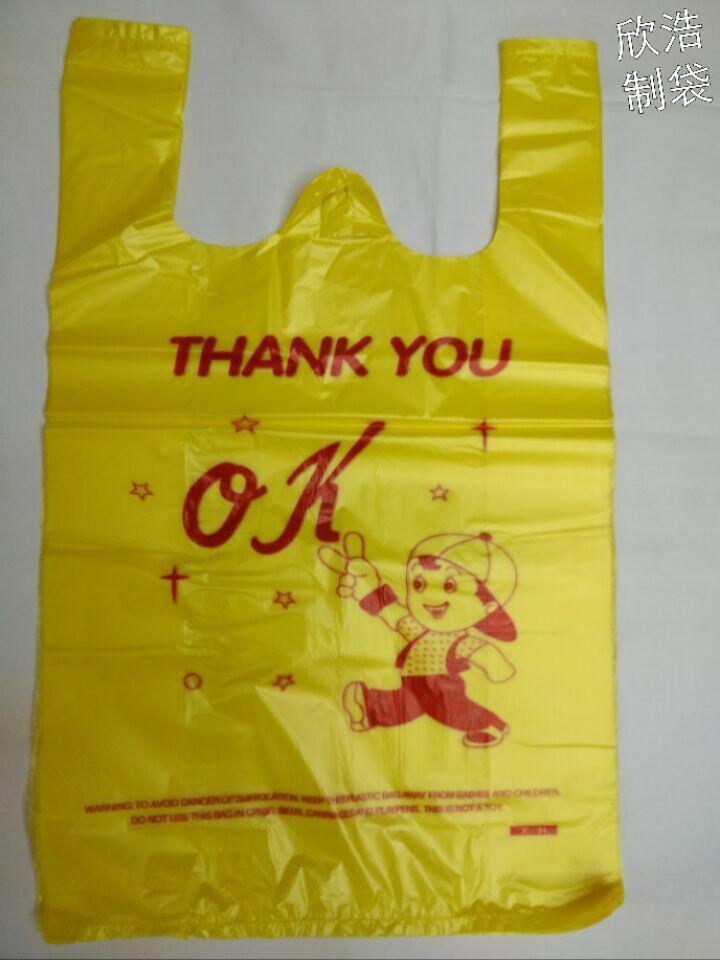 欣浩
制袋
THANK YOU
OK
WARNING: TO AVOID DANGER OF SUFFOCATION, KEEP THIS PLASTIC BAG AWAY FROM BABIES AND CHILDREN.
DO NOT USE THIS BAG IN CRIBS, BEDS, CARRIAGES AND PLAYPENS. THIS IS NOT A TOY.